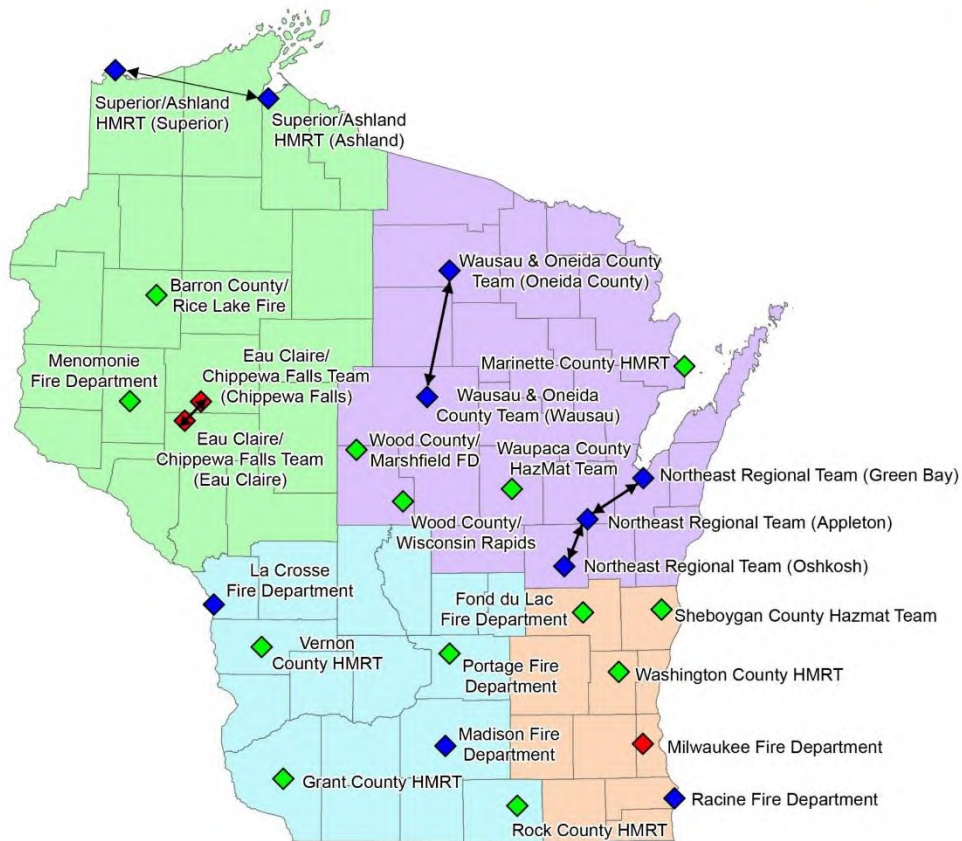 Superior/Ashland
HMRT (Superior)
Superior/Ashland
HMRT (Ashland)
Wausau & Oneida County
Team (Oneida County)
Barron County/
Rice Lake Fire
Menomonie
Fire Department
Eau Claire/
Chippewa Falls Team
(Chippewa Falls)
Marinette County HMRT
Wausau & Oneida
County Team (Wausau)
Eau Claire/
Chippewa Falls Team
(Eau Claire)
Wood County/
Marshfield FD
Waupaca County
HazMat Team
Northeast Regional Team (Green Bay)
Wood County/
Wisconsin Rapids
Northeast Regional Team (Appleton)
Northeast Regional Team (Oshkosh)
La Crosse
Fire Department
Fond du Lac
Fire Department
Sheboygan County Hazmat Team
Vernon
County HMRT
Portage Fire
Department
Washington County HMRT
Madison Fire
Department
Milwaukee Fire Department
Grant County HMRT
Racine Fire Department
Rock County HMRT